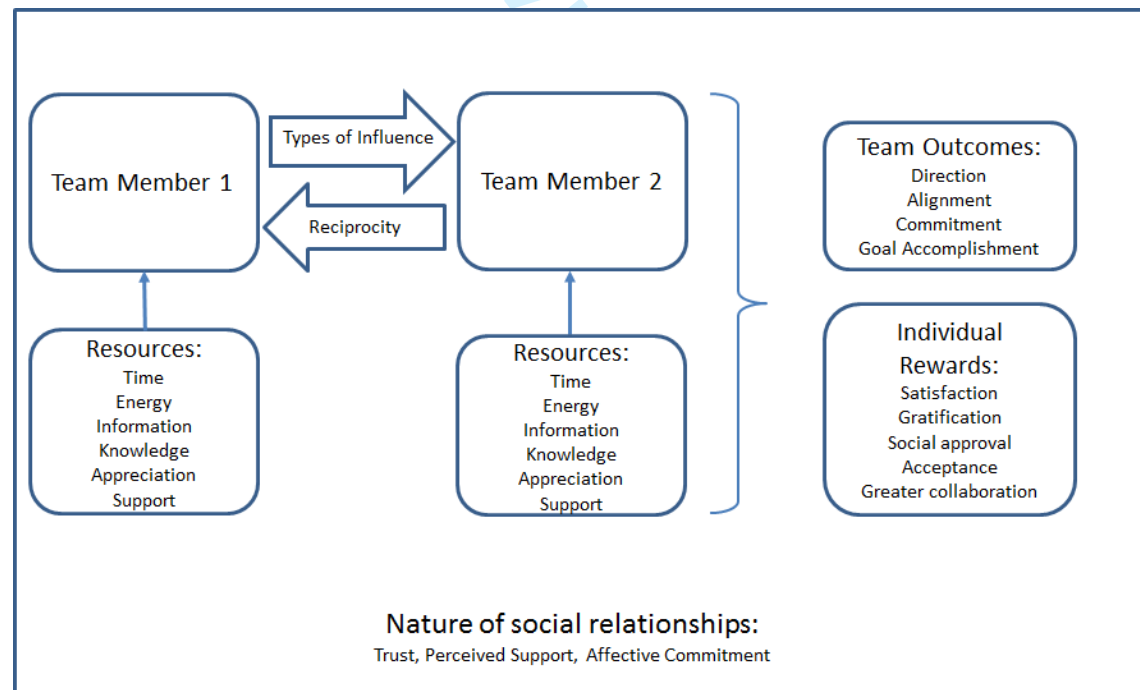 Team Member 1
Types of Influence
Reciprocity
Team Member 2
Resources:
Time
Energy
Information
Knowledge
Appreciation
Support
Resources:
Time
Energy
Information
Knowledge
Appreciation
Support
Team Outcomes:
Direction
Alignment
Commitment
Goal Accomplishment
Individual
Rewards:
Satisfaction
Gratification
Social approval
Acceptance
Greater collaboration
Nature of social relationships:
Trust, Perceived Support, Affective Commitment